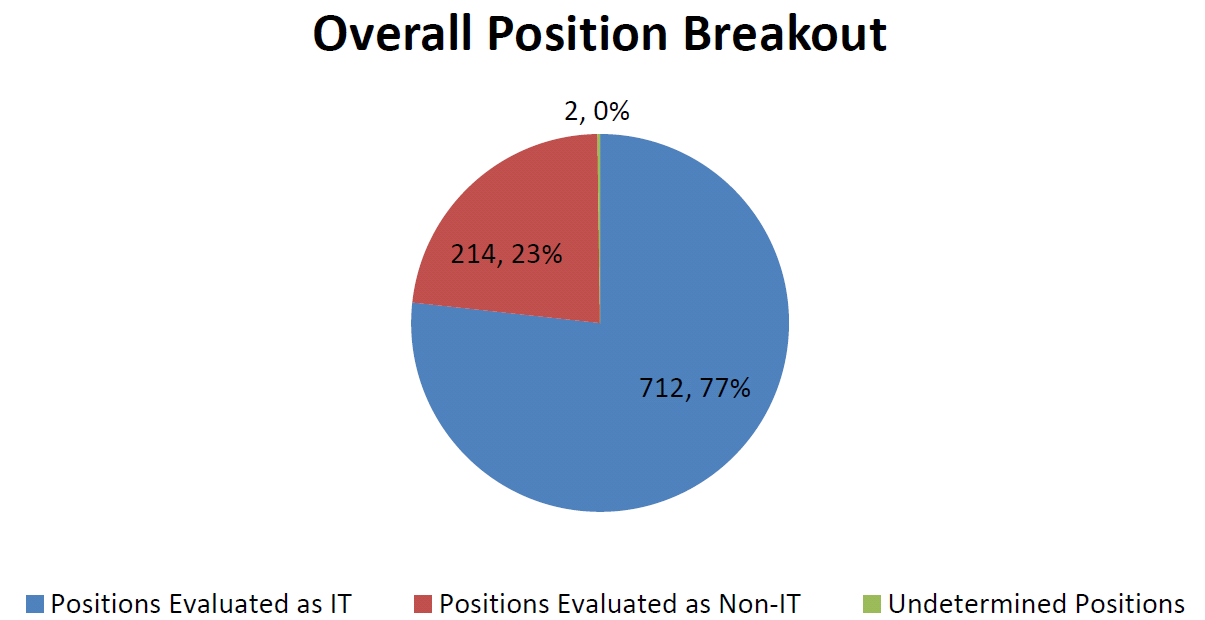 Overall Position Breakout
2, 0%
214, 23%
712, 77%
Positions Evaluated as IT
Positions Evaluated as Non-IT
Undetermined Positions